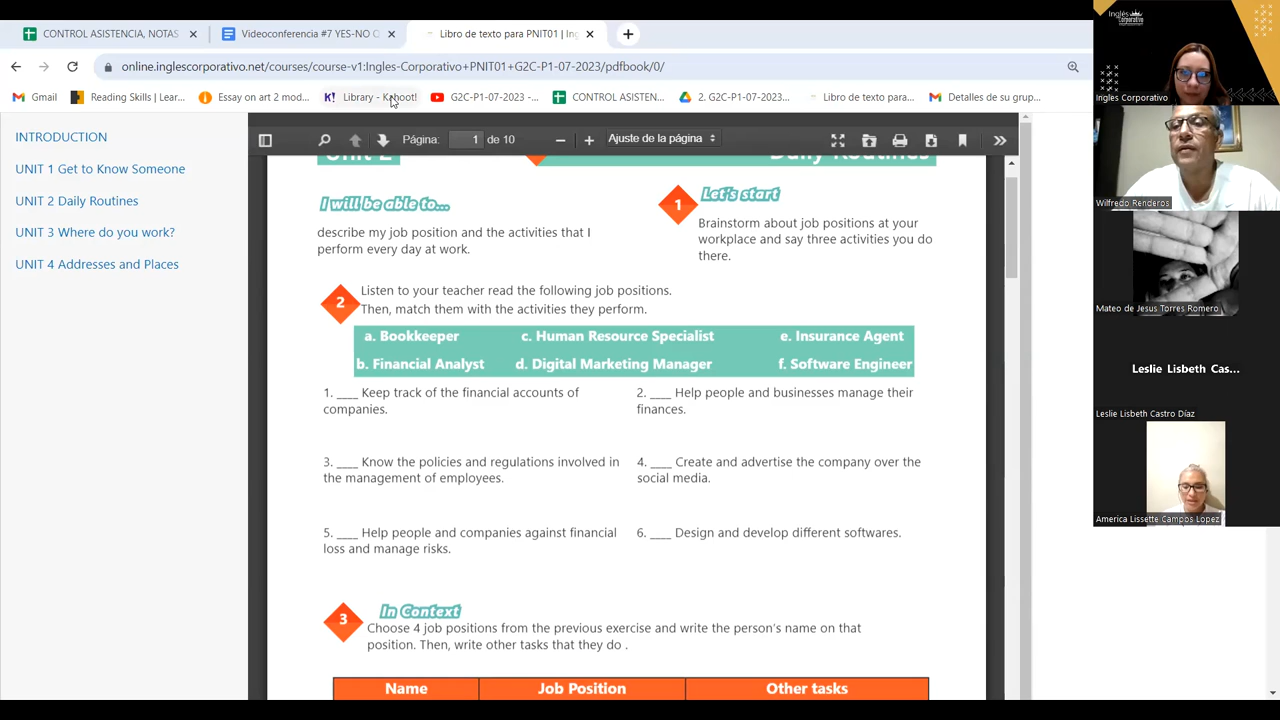 CONTROL ASISTENCIA, NOTAS
Videoconferencia #7 YES-NO Q
Libro de texto para PNIT01 | Ing
online.inglescorporativo.net/courses/course-v1:Ingles-Corporativo+PNIT01+G2C-P1-07-2023/pdfbook/0/
Gmail
Reading Skills | Lear...
Essay on art 2 mod...
Library - Ka
G2C-P1-07-2023 -...
CONTROL ASISTEN...
2. G2C-P1-07-2023...
Libro de texto para...
Detalles de su grup...
INTRODUCTION
UNIT 1 Get to Know Someone
UNIT 2 Daily Routines
UNIT 3 Where do you work?
UNIT 4 Addresses and Places
Página: 1 de 10
Ajuste de la página
Unit 2
Daily Routines
I will be able to...
describe my job position and the activities that I
perform every day at work.
1
Let's start
Brainstorm about job positions at your
workplace and say three activities you do
there.
2
Listen to your teacher read the following job positions.
Then, match them with the activities they perform.
a. Bookkeeper c. Human Resource Specialist e. Insurance Agent
b. Financial Analyst d. Digital Marketing Manager f. Software Engineer
1. ____ Keep track of the financial accounts of
companies.
2. ____ Help people and businesses manage their
finances.
3. ____ Know the policies and regulations involved in
the management of employees.
4. ____ Create and advertise the company over the
social media.
5. ____ Help people and companies against financial
loss and manage risks.
6. ____ Design and develop different softwares.
3
In Context
Choose 4 job positions from the previous exercise and write the person's name on that
position. Then, write other tasks that they do .
Name Job Position Other tasks
Inglés
Corporativo
Ingles Corporativo
Wilfredo Renderos
Mateo de Jesus Torres Romero
Leslie Lisbeth Cas...
Leslie Lisbeth Castro Díaz
America Lissette Campos Lopez